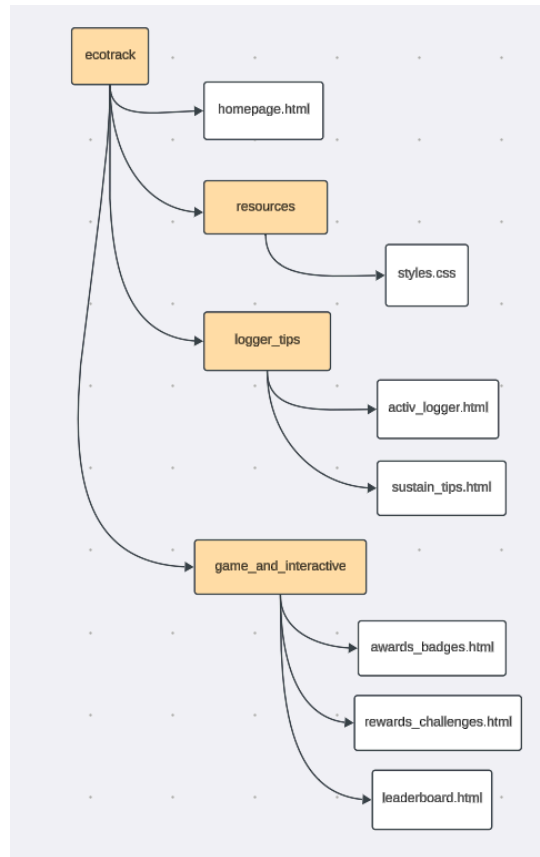 ecotrack
homepage.html
resources
styles.css
logger_tips
activ_logger.html
sustain_tips.html
game_and_interactive
awards_badges.html
rewards_challenges.html
leaderboard.html